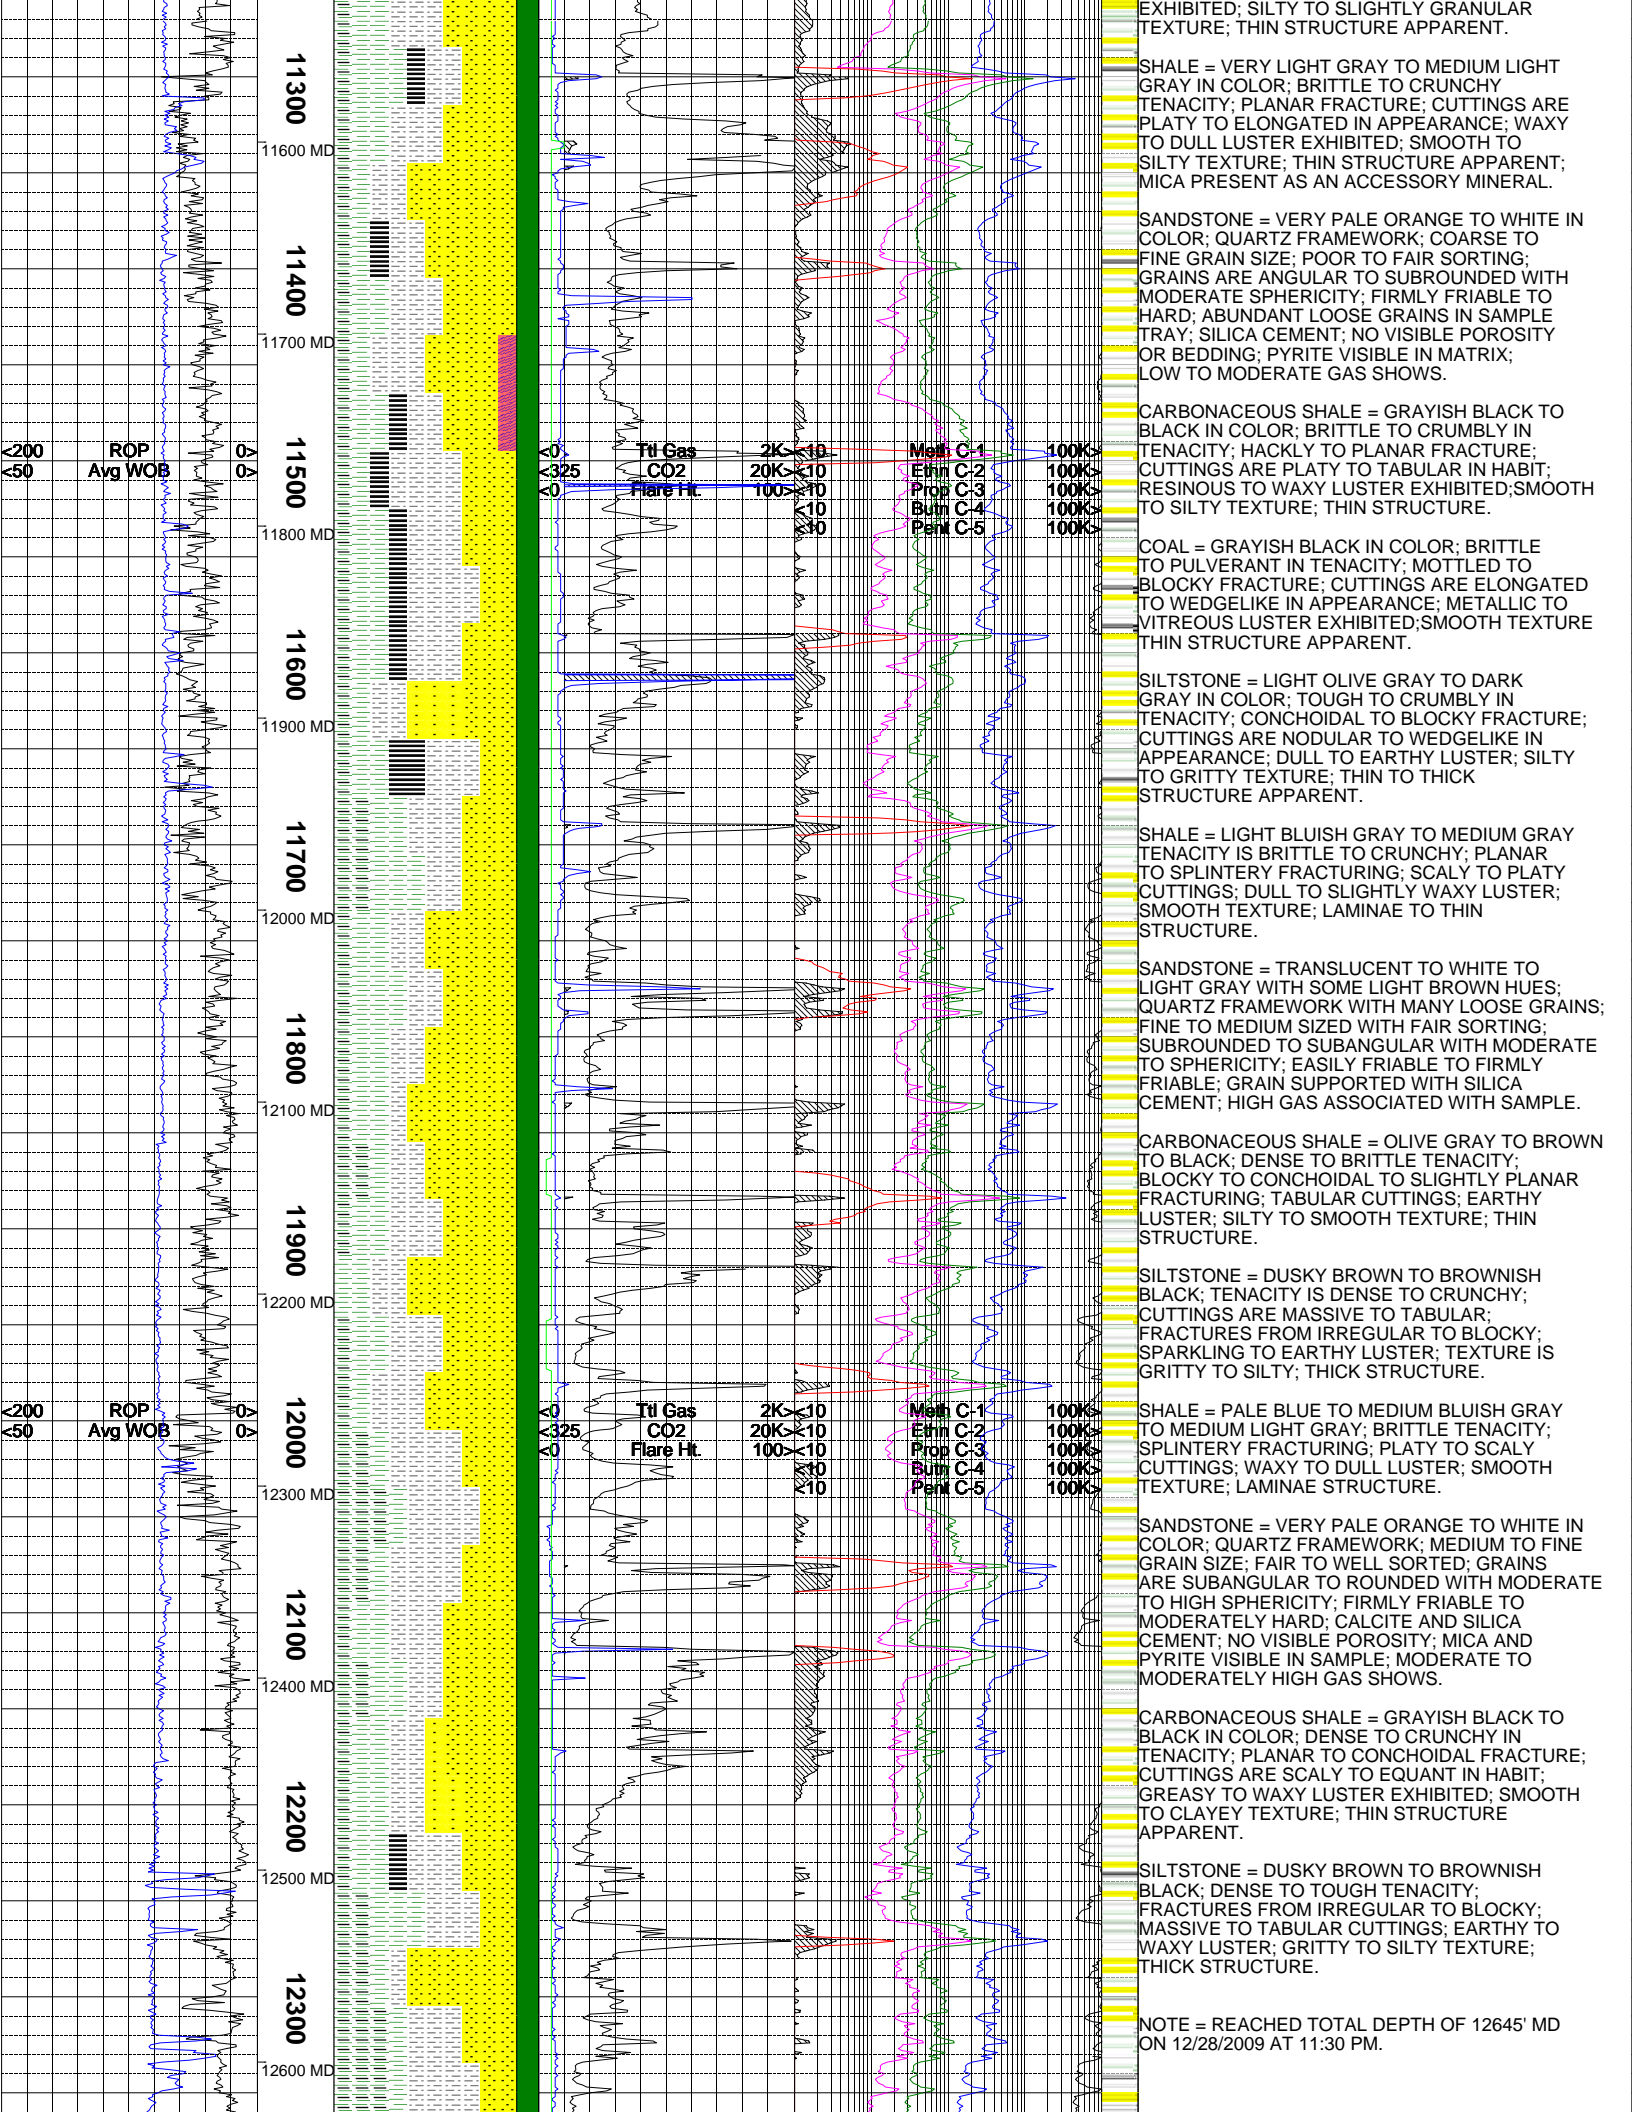 EXHIBITED; SILTY TO SLIGHTLY GRANULAR
TEXTURE; THIN STRUCTURE APPARENT.
SHALE = VERY LIGHT GRAY TO MEDIUM LIGHT
GRAY IN COLOR; BRITTLE TO CRUNCHY
TENACITY; PLANAR FRACTURE; CUTTINGS ARE
PLATY TO ELONGATED IN APPEARANCE; WAXY
TO DULL LUSTER EXHIBITED; SMOOTH TO
SILTY TEXTURE; THIN STRUCTURE APPARENT;
MICA PRESENT AS AN ACCESSORY MINERAL.
SANDSTONE = VERY PALE ORANGE TO WHITE IN
COLOR; QUARTZ FRAMEWORK; COARSE TO
FINE GRAIN SIZE; POOR TO FAIR SORTING;
GRAINS ARE ANGULAR TO SUBROUNDED WITH
MODERATE SPHERICITY; FIRMLY FRIABLE TO
HARD; ABUNDANT LOOSE GRAINS IN SAMPLE
TRAY; SILICA CEMENT; NO VISIBLE POROSITY
OR BEDDING; PYRITE VISIBLE IN MATRIX;
LOW TO MODERATE GAS SHOWS.
CARBONACEOUS SHALE = GRAYISH BLACK TO
BLACK IN COLOR; BRITTLE TO CRUMBLY IN
TENACITY; HACKLY TO PLANAR FRACTURE;
CUTTINGS ARE PLATY TO TABULAR IN HABIT;
RESINOUS TO WAXY LUSTER EXHIBITED;SMOOTH
TO SILTY TEXTURE; THIN STRUCTURE.
COAL = GRAYISH BLACK IN COLOR; BRITTLE
TO PULVERANT IN TENACITY; MOTTLED TO
BLOCKY FRACTURE; CUTTINGS ARE ELONGATED
TO WEDGELIKE IN APPEARANCE; METALLIC TO
VITREOUS LUSTER EXHIBITED;SMOOTH TEXTURE
THIN STRUCTURE APPARENT.
SILTSTONE = LIGHT OLIVE GRAY TO DARK
GRAY IN COLOR; TOUGH TO CRUMBLY IN
TENACITY; CONCHOIDAL TO BLOCKY FRACTURE;
CUTTINGS ARE NODULAR TO WEDGELIKE IN
APPEARANCE; DULL TO EARTHY LUSTER; SILTY
TO GRITTY TEXTURE; THIN TO THICK
STRUCTURE APPARENT.
SHALE = LIGHT BLUISH GRAY TO MEDIUM GRAY
TENACITY IS BRITTLE TO CRUNCHY; PLANAR
TO SPLINTERY FRACTURING; SCALY TO PLATY
CUTTINGS; DULL TO SLIGHTLY WAXY LUSTER;
SMOOTH TEXTURE; LAMINAE TO THIN
STRUCTURE.
SANDSTONE = TRANSLUCENT TO WHITE TO
LIGHT GRAY WITH SOME LIGHT BROWN HUES;
QUARTZ FRAMEWORK WITH MANY LOOSE GRAINS;
FINE TO MEDIUM SIZED WITH FAIR SORTING;
SUBROUNDED TO SUBANGULAR WITH MODERATE
TO SPHERICITY; EASILY FRIABLE TO FIRMLY
FRIABLE; GRAIN SUPPORTED WITH SILICA
CEMENT; HIGH GAS ASSOCIATED WITH SAMPLE.
CARBONACEOUS SHALE = OLIVE GRAY TO BROWN
TO BLACK; DENSE TO BRITTLE TENACITY;
BLOCKY TO CONCHOIDAL TO SLIGHTLY PLANAR
FRACTURING; TABULAR CUTTINGS; EARTHY
LUSTER; SILTY TO SMOOTH TEXTURE; THIN
STRUCTURE.
SILTSTONE = DUSKY BROWN TO BROWNISH
BLACK; TENACITY IS DENSE TO CRUNCHY;
CUTTINGS ARE MASSIVE TO TABULAR;
FRACTURES FROM IRREGULAR TO BLOCKY;
SPARKLING TO EARTHY LUSTER; TEXTURE IS
GRITTY TO SILTY; THICK STRUCTURE.
SHALE = PALE BLUE TO MEDIUM BLUISH GRAY
TO MEDIUM LIGHT GRAY; BRITTLE TENACITY;
SPLINTERY FRACTURING; PLATY TO SCALY
CUTTINGS; WAXY TO DULL LUSTER; SMOOTH
TEXTURE; LAMINAE STRUCTURE.
SANDSTONE = VERY PALE ORANGE TO WHITE IN
COLOR; QUARTZ FRAMEWORK; MEDIUM TO FINE
GRAIN SIZE; FAIR TO WELL SORTED; GRAINS
ARE SUBANGULAR TO ROUNDED WITH MODERATE
TO HIGH SPHERICITY; FIRMLY FRIABLE TO
MODERATELY HARD; CALCITE AND SILICA
CEMENT; NO VISIBLE POROSITY; MICA AND
PYRITE VISIBLE IN SAMPLE; MODERATE TO
MODERATELY HIGH GAS SHOWS.
CARBONACEOUS SHALE = GRAYISH BLACK TO
BLACK IN COLOR; DENSE TO CRUNCHY IN
TENACITY; PLANAR TO CONCHOIDAL FRACTURE;
CUTTINGS ARE SCALY TO EQUANT IN HABIT;
GREASY TO WAXY LUSTER EXHIBITED; SMOOTH
TO CLAYEY TEXTURE; THIN STRUCTURE
APPARENT.
SILTSTONE = DUSKY BROWN TO BROWNISH
BLACK; DENSE TO TOUGH TENACITY;
FRACTURES FROM IRREGULAR TO BLOCKY;
MASSIVE TO TABULAR CUTTINGS; EARTHY TO
WAXY LUSTER; GRITTY TO SILTY TEXTURE;
THICK STRUCTURE.
NOTE = REACHED TOTAL DEPTH OF 12645' MD
ON 12/28/2009 AT 11:30 PM.
11300
11600 MD
11400
11700 MD
<200 ROP 0> <0 Ttl Gas 2K> <10 Meth C-1 100K>
<50 Avg WOB 0> <325 CO2 20K> <10 Ethn C-2 100K>
<0 Flare Ht. 100> <10 Prop C-3 100K>
<10 Butn C-4 100K>
<10 Pent C-5 100K>
11500
11800 MD
11600
11900 MD
11700
12000 MD
11800
12100 MD
11900
12200 MD
<200 ROP 0> <0 Ttl Gas 2K> <10 Meth C-1 100K>
<50 Avg WOB 0> <325 CO2 20K> <10 Ethn C-2 100K>
<0 Flare Ht. 100> <10 Prop C-3 100K>
<10 Butn C-4 100K>
<10 Pent C-5 100K>
12000
12300 MD
12100
12400 MD
12200
12500 MD
12300
12600 MD